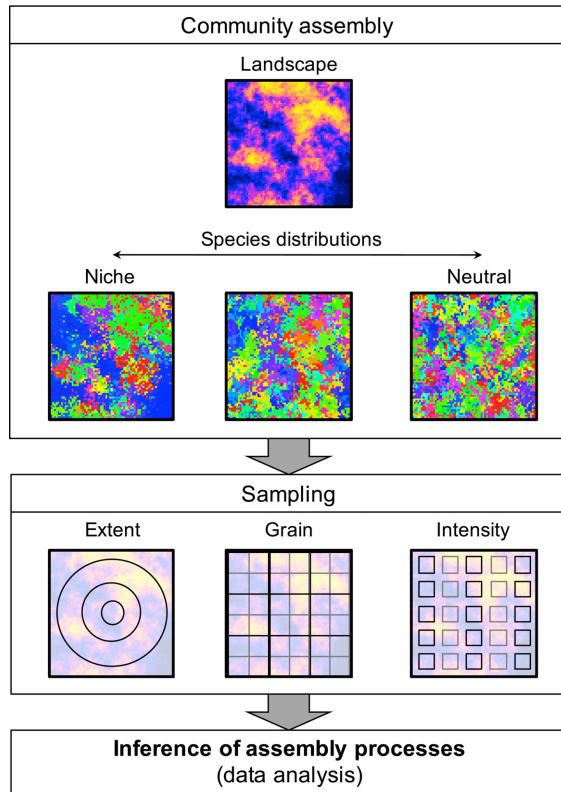 Community assembly
Landscape
Species distributions
Niche
Neutral
Sampling
Extent
Grain
Intensity
Inference of assembly processes
(data analysis)